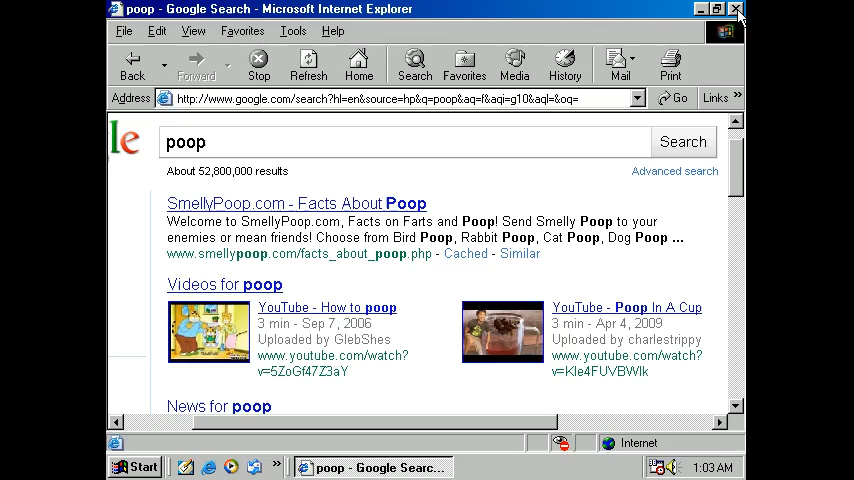 poop - Google Search - Microsoft Internet Explorer
File Edit View Favorites Tools Help
Back Forward Stop Refresh Home Search Favorites Media History Mail Print
Address http://www.google.com/search?hl=en&source=hp&q=poop&aq=f&aqi=g10&aql=&oq= Go Links »
le poop Search
About 52,800,000 results Advanced search
SmellyPoop.com - Facts About Poop
Welcome to SmellyPoop.com, Facts on Farts and Poop! Send Smelly Poop to your
enemies or mean friends! Choose from Bird Poop, Rabbit Poop, Cat Poop, Dog Poop ...
www.smellypoop.com/facts_about_poop.php - Cached - Similar
Videos for poop
YouTube - How to poop
3 min - Sep 7, 2006
Uploaded by GlebShes
www.youtube.com/watch?
v=5ZoGf47Z3aY
YouTube - Poop In A Cup
3 min - Apr 4, 2009
Uploaded by charlestrippy
www.youtube.com/watch?
v=Kle4FUVBWlk
News for poop
Internet
Start » poop - Google Searc... 1:03 AM